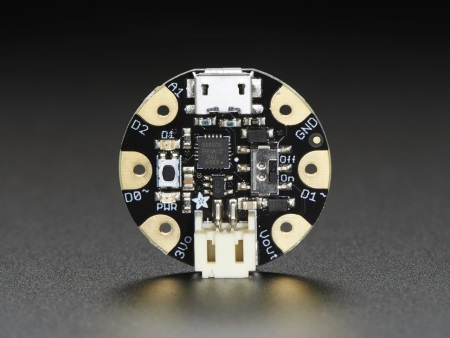 A1
D2
GND
D1
Off
On
D0~
D1~
PWR
3Vo
Vout